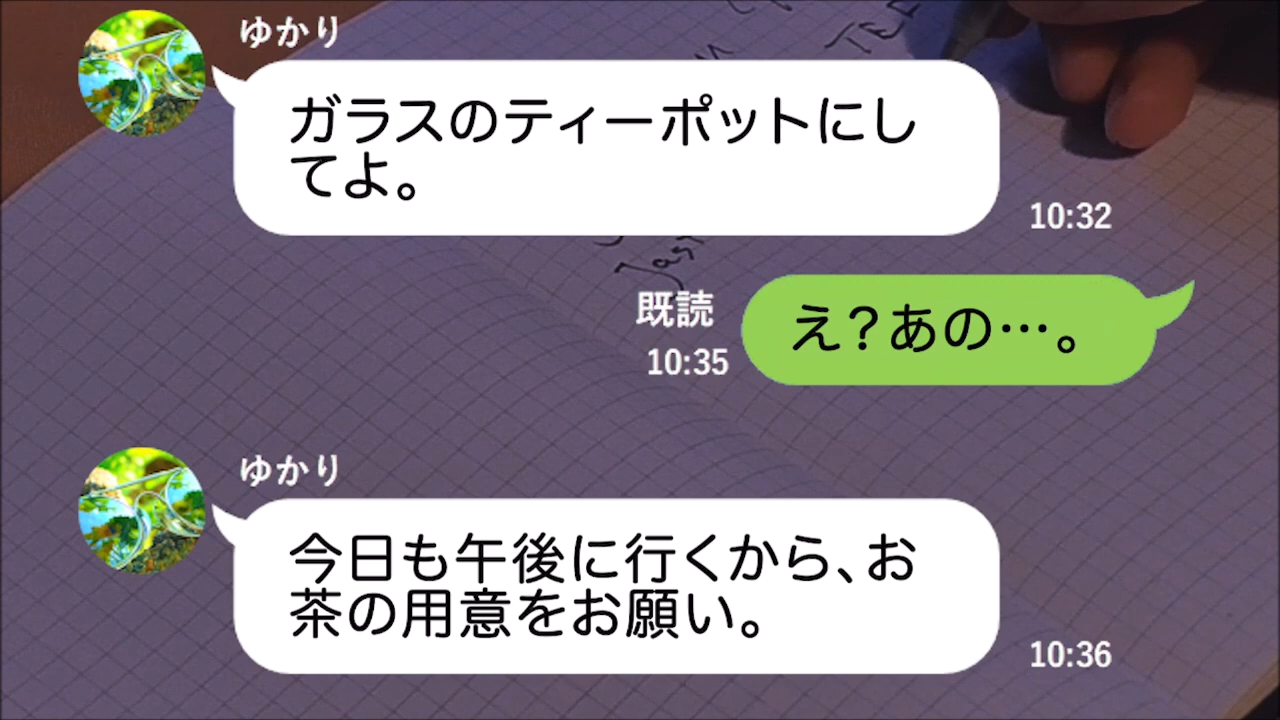 ゆかり
ガラスのティーポットにし
てよ。
10:32
既読
10:35
え？あの…。
ゆかり
今日も午後に行くから、お
茶の用意をお願い。
10:36